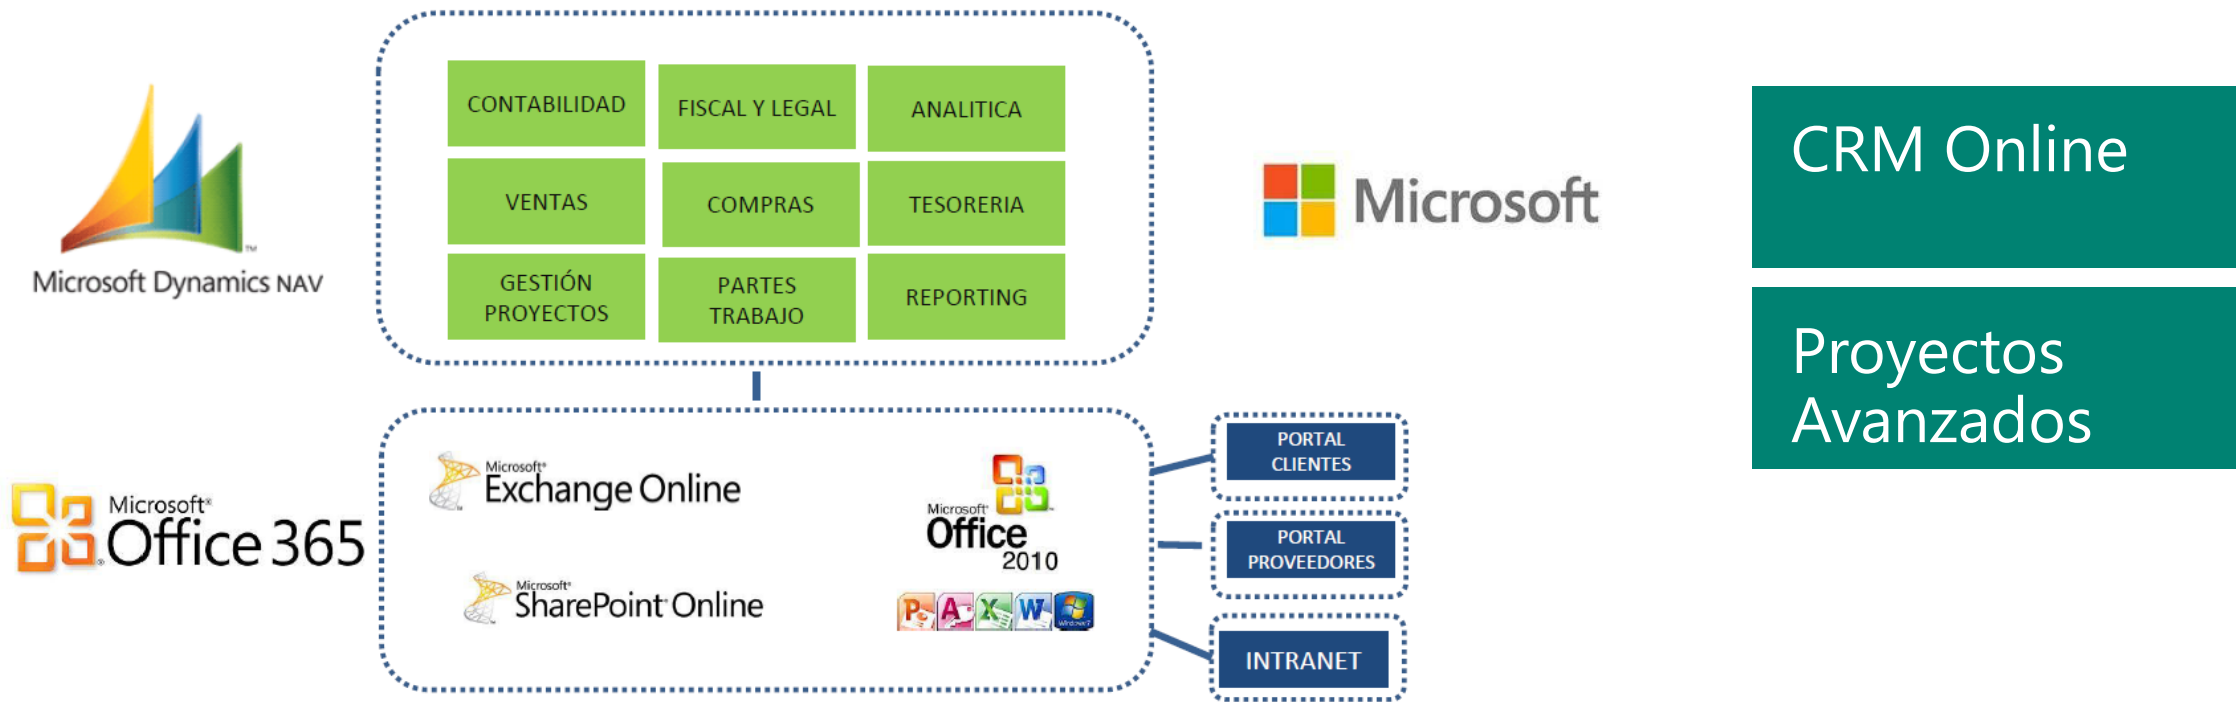 CONTABILIDAD
FISCAL Y LEGAL
ANALITICA
VENTAS
COMPRAS
TESORERIA
GESTIÓN
PROYECTOS
PARTES
TRABAJO
REPORTING
™
Microsoft Dynamics NAV
Microsoft
CRM Online
Proyectos
Avanzados
Microsoft®
Office 365
Microsoft®
Exchange Online
Microsoft®
SharePoint® Online
Microsoft®
Office
2010
PORTAL
CLIENTES
PORTAL
PROVEEDORES
INTRANET